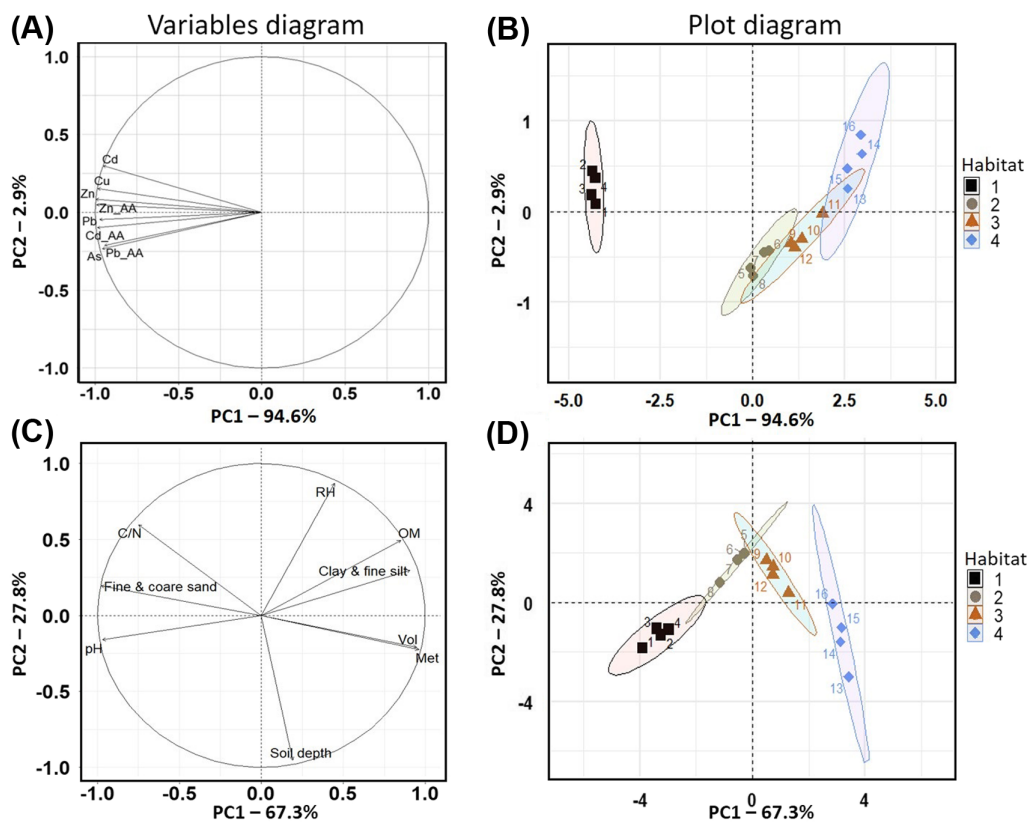 (A) Variables diagram
1.0
0.5
0.0
-0.5
-1.0
PC2 – 2.9%
Cd
Cu
Zn
Zn_AA
Pb
Cd_AA
As
Pb_AA
-1.0 -0.5 0.0 0.5 1.0
PC1 – 94.6%
(B) Plot diagram
1
0
-1
PC2 – 2.9%
2
4
3
1
16
14
15
13
11
10
9
12
6
7
5
8
-5.0 -2.5 0.0 2.5 5.0
PC1 – 94.6%
Habitat
1
2
3
4
(C)
1.0
0.5
0.0
-0.5
-1.0
PC2 – 27.8%
RH
C/N
OM
Clay & fine silt
Fine & coare sand
pH
Vol
Met
Soil depth
-1.0 -0.5 0.0 0.5 1.0
PC1 – 67.3%
(D)
4
0
-4
PC2 – 27.8%
5
6
7
8
9
10
12
11
3
4
1
2
16
15
14
13
-4 0 4
PC1 – 67.3%
Habitat
1
2
3
4